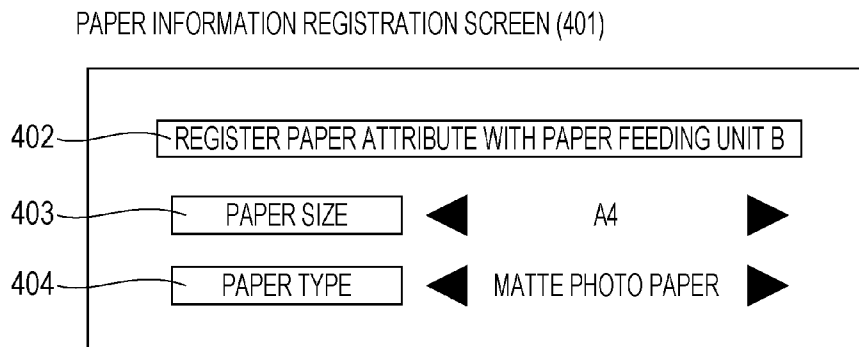 PAPER INFORMATION REGISTRATION SCREEN (401)
402 REGISTER PAPER ATTRIBUTE WITH PAPER FEEDING UNIT B
403 PAPER SIZE A4
404 PAPER TYPE MATTE PHOTO PAPER